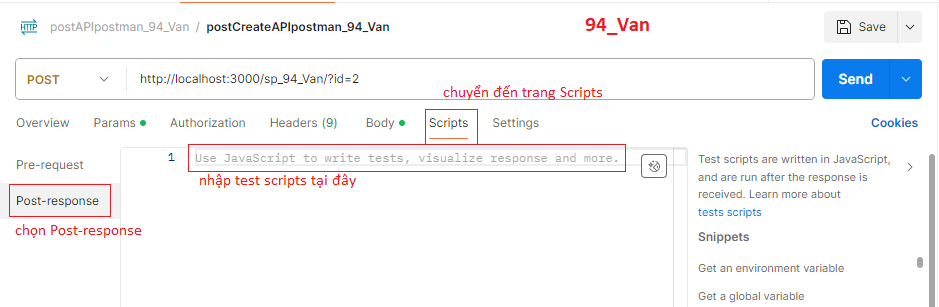 HTTP postAPIpostman_94_Van / postCreateAPIpostman_94_Van 94_Van Save
POST http://localhost:3000/sp_94_Van/?id=2 Send
chuyển đến trang Scripts
Overview Params Authorization Headers (9) Body Scripts Settings Cookies
Pre-request 1 Use JavaScript to write tests, visualize response and more.
Test scripts are written in JavaScript,
and are run after the response is
received. Learn more about
tests scripts
nhập test scripts tại đây
Post-response
chọn Post-response
Snippets
Get an environment variable
Get a global variable